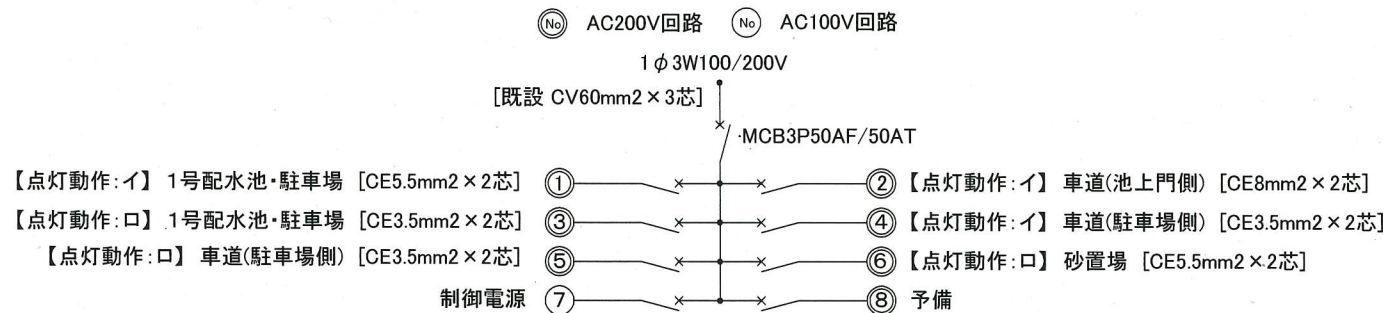 No AC200V回路 No AC100V回路
1φ3W100/200V
[既設 CV60mm2×3芯]
MCB3P50AF/50AT
【点灯動作:イ】 1号配水池・駐車場 [CE5.5mm2×2芯] ① ② 【点灯動作:イ】 車道(池上門側) [CE8mm2×2芯]
【点灯動作:ロ】 1号配水池・駐車場 [CE3.5mm2×2芯] ③ ④ 【点灯動作:イ】 車道(駐車場側) [CE3.5mm2×2芯]
【点灯動作:ロ】 車道(駐車場側) [CE3.5mm2×2芯] ⑤ ⑥ 【点灯動作:ロ】 砂置場 [CE5.5mm2×2芯]
制御電源 ⑦ ⑧ 予備